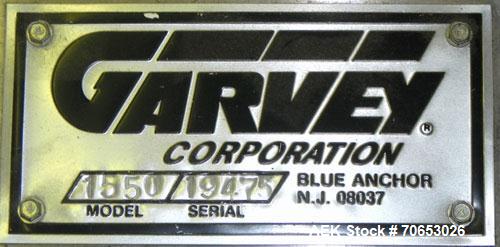 GARVEY®
CORPORATION
1550 19475 BLUE ANCHOR
MODEL SERIAL N.J. 08037
AEK Stock # 70653026